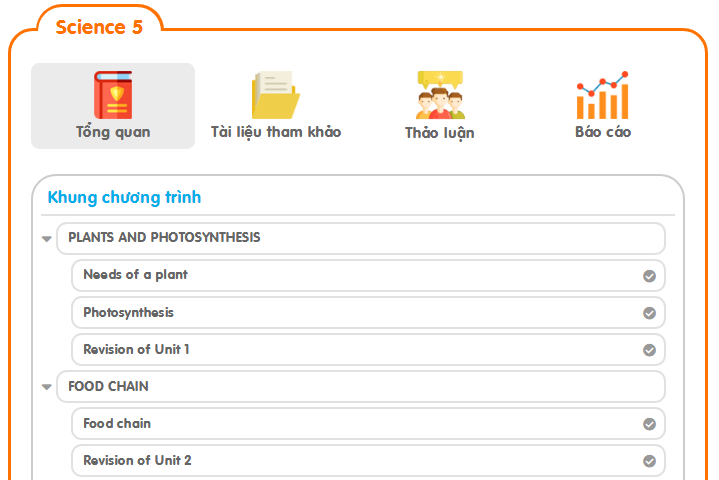 Science 5
Tổng quan
Tài liệu tham khảo
Thảo luận
Báo cáo
Khung chương trình
PLANTS AND PHOTOSYNTHESIS
Needs of a plant
Photosynthesis
Revision of Unit 1
FOOD CHAIN
Food chain
Revision of Unit 2